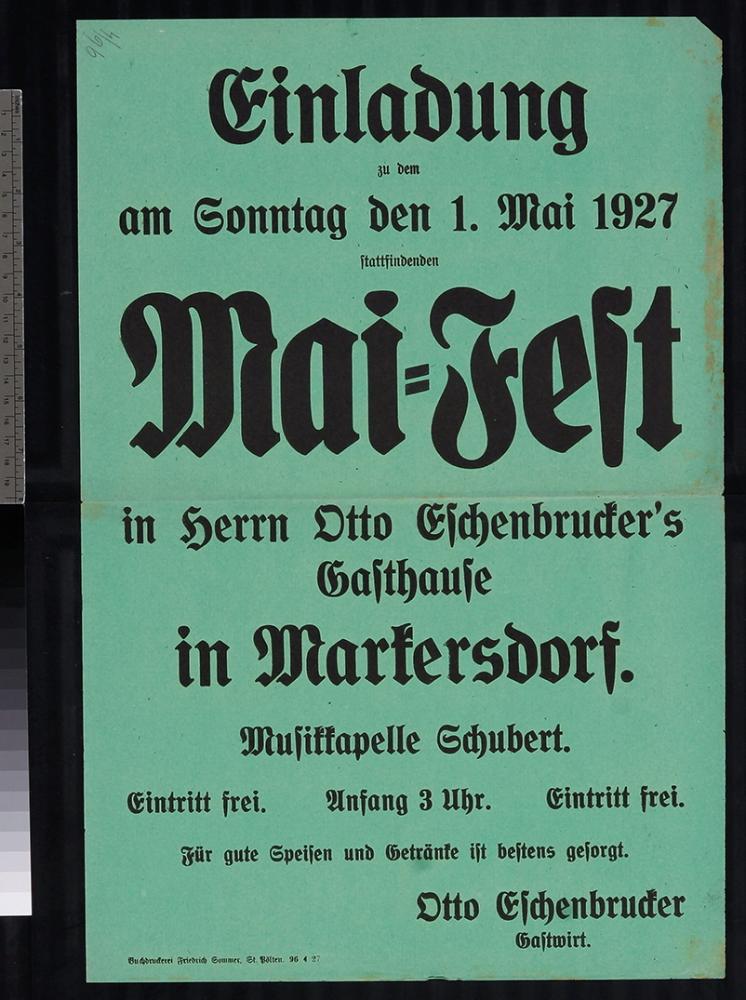 96/4
Einladung
zu dem
am Sonntag den 1. Mai 1927
stattfindenden
Mai=Fest
in Herrn Otto Eschenbrucker's
Gasthause
in Markersdorf.
Musikkapelle Schubert.
Eintritt frei. Anfang 3 Uhr. Eintritt frei.
Für gute Speisen und Getränke ist bestens gesorgt.
Otto Eschenbrucker
Gastwirt.
Buchdruckerei Friedrich Sommer, St. Pölten. 96 4 27